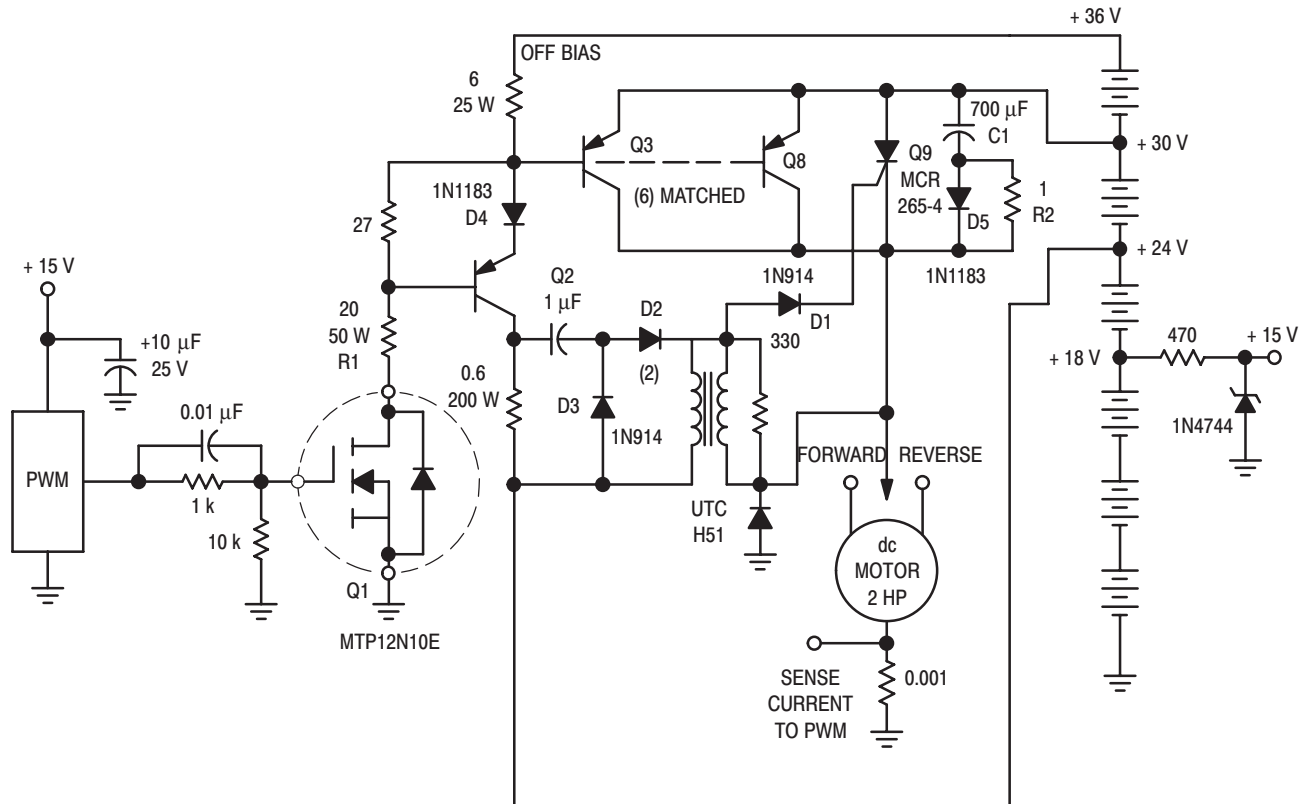 + 36 V
OFF BIAS
6
25 W
700 µF
C1
Q3
Q8
Q9
MCR
265-4
+ 30 V
(6) MATCHED
1N1183
D4
D5
1
R2
27
+ 24 V
+ 15 V
Q2
1 µF
1N914
D1
1N1183
20
50 W
R1
D2
(2)
330
+10 µF
25 V
+ 18 V
470
+ 15 V
0.6
200 W
D3
1N914
1N4744
0.01 µF
PWM
1 k
10 k
FORWARD
REVERSE
UTC
H51
dc
MOTOR
2 HP
Q1
MTP12N10E
SENSE
CURRENT
TO PWM
0.001